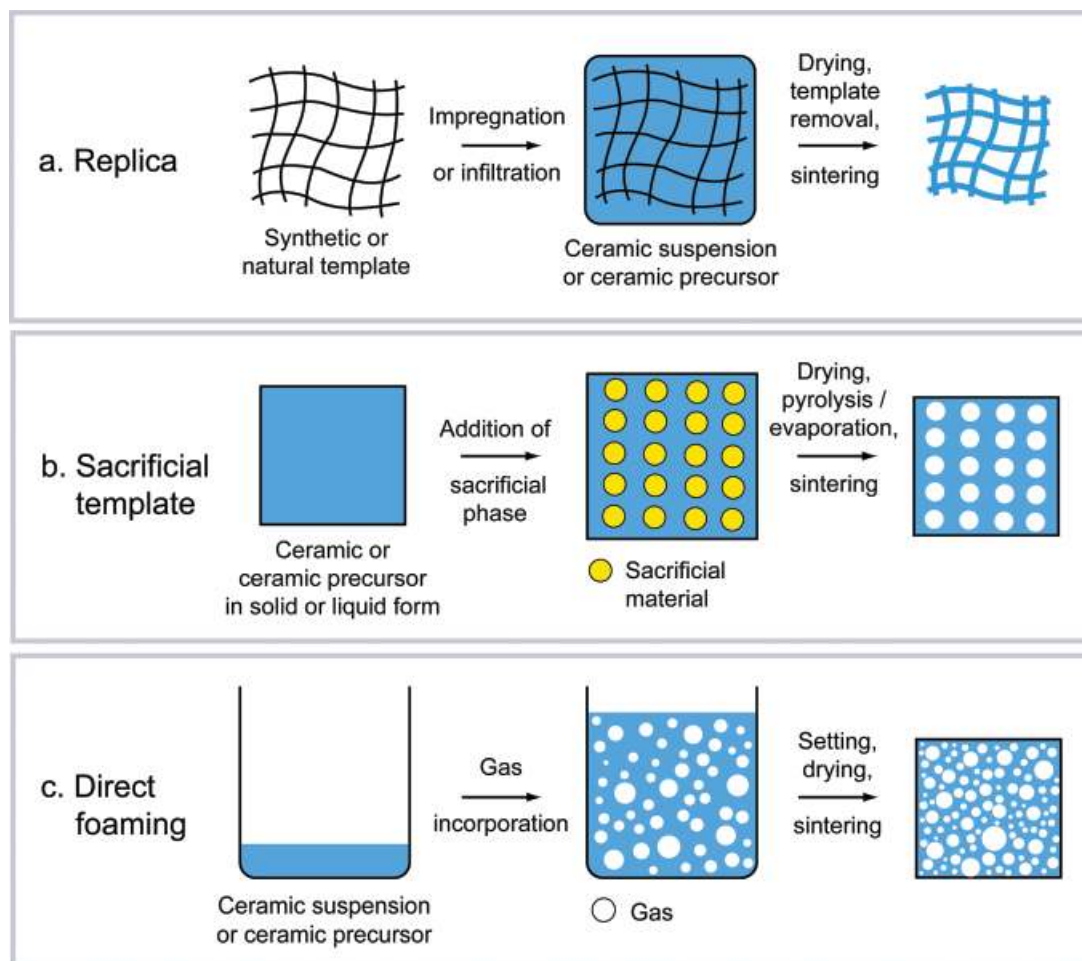 a. Replica
Synthetic or
natural template
Impregnation
or infiltration
Ceramic suspension
or ceramic precursor
Drying,
template
removal,
sintering
b. Sacrificial
template
Ceramic or
ceramic precursor
in solid or liquid form
Addition of
sacrificial
phase
Sacrificial
material
Drying,
pyrolysis /
evaporation,
sintering
c. Direct
foaming
Ceramic suspension
or ceramic precursor
Gas
incorporation
Gas
Setting,
drying,
sintering